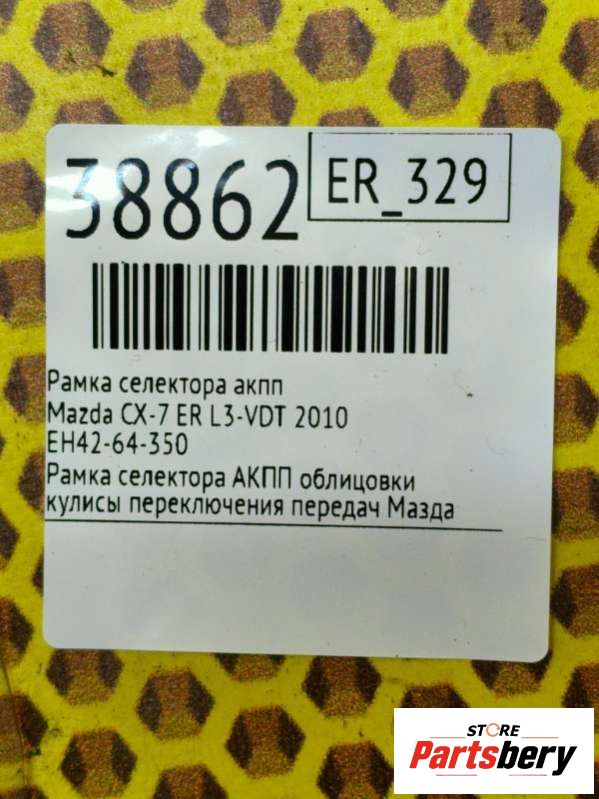 38862
ER_329
Рамка селектора акпп
Mazda CX-7 ER L3-VDT 2010
EH42-64-350
Рамка селектора АКПП облицовки
кулисы переключения передач Мазда
STORE
Partsbery